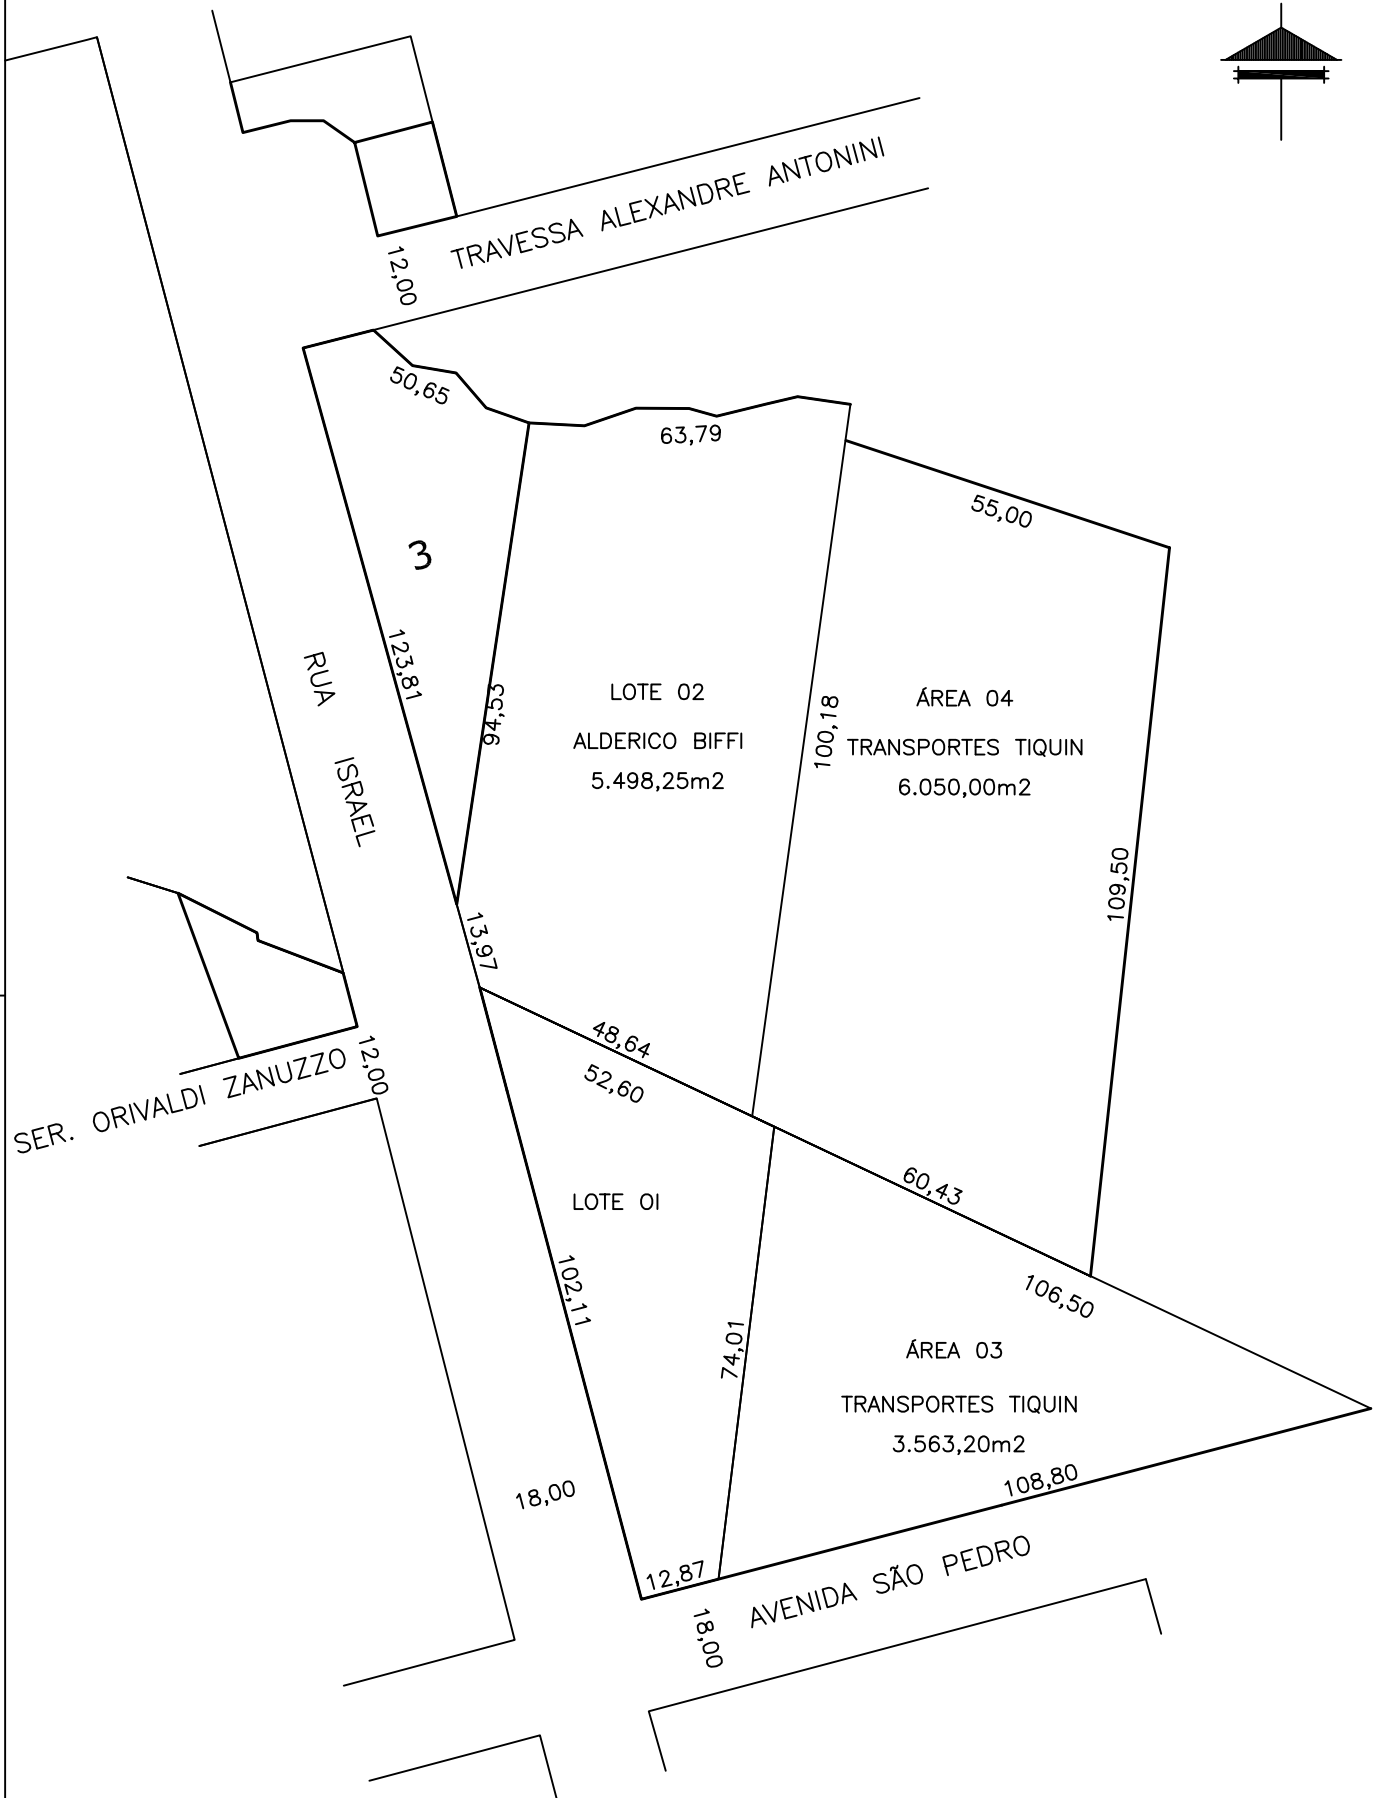 TRAVESSA ALEXANDRE ANTONINI
12,00
50,65
63,79
55,00
3
123,81
94,53
RUA ISRAEL
LOTE 02
ALDERICO BIFFI
5.498,25m2
100,18
ÁREA 04
TRANSPORTES TIQUIN
6.050,00m2
109,50
13,97
12,00
SER. ORIVALDI ZANUZZO
48,64
52,60
60,43
106,50
LOTE 01
102,11
74,01
ÁREA 03
TRANSPORTES TIQUIN
3.563,20m2
108,80
18,00
12,87
AVENIDA SÃO PEDRO
18,00